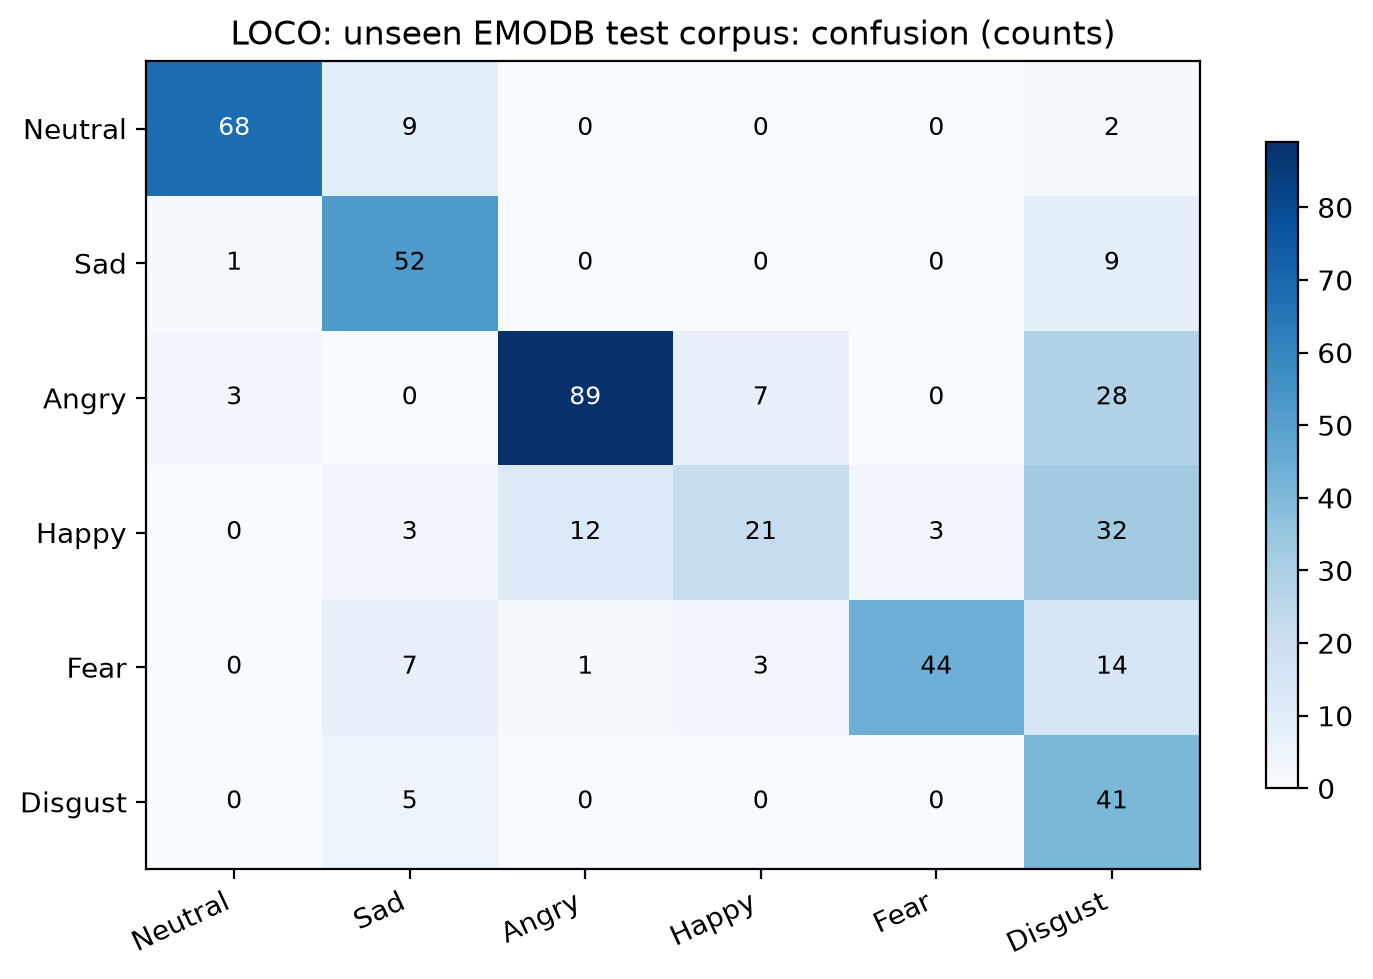 LOCO: unseen EMODB test corpus: confusion (counts)
Neutral 68 9 0 0 0 2
Sad 1 52 0 0 0 9
Angry 3 0 89 7 0 28
Happy 0 3 12 21 3 32
Fear 0 7 1 3 44 14
Disgust 0 5 0 0 0 41
Neutral Sad Angry Happy Fear Disgust
80
70
60
50
40
30
20
10
0